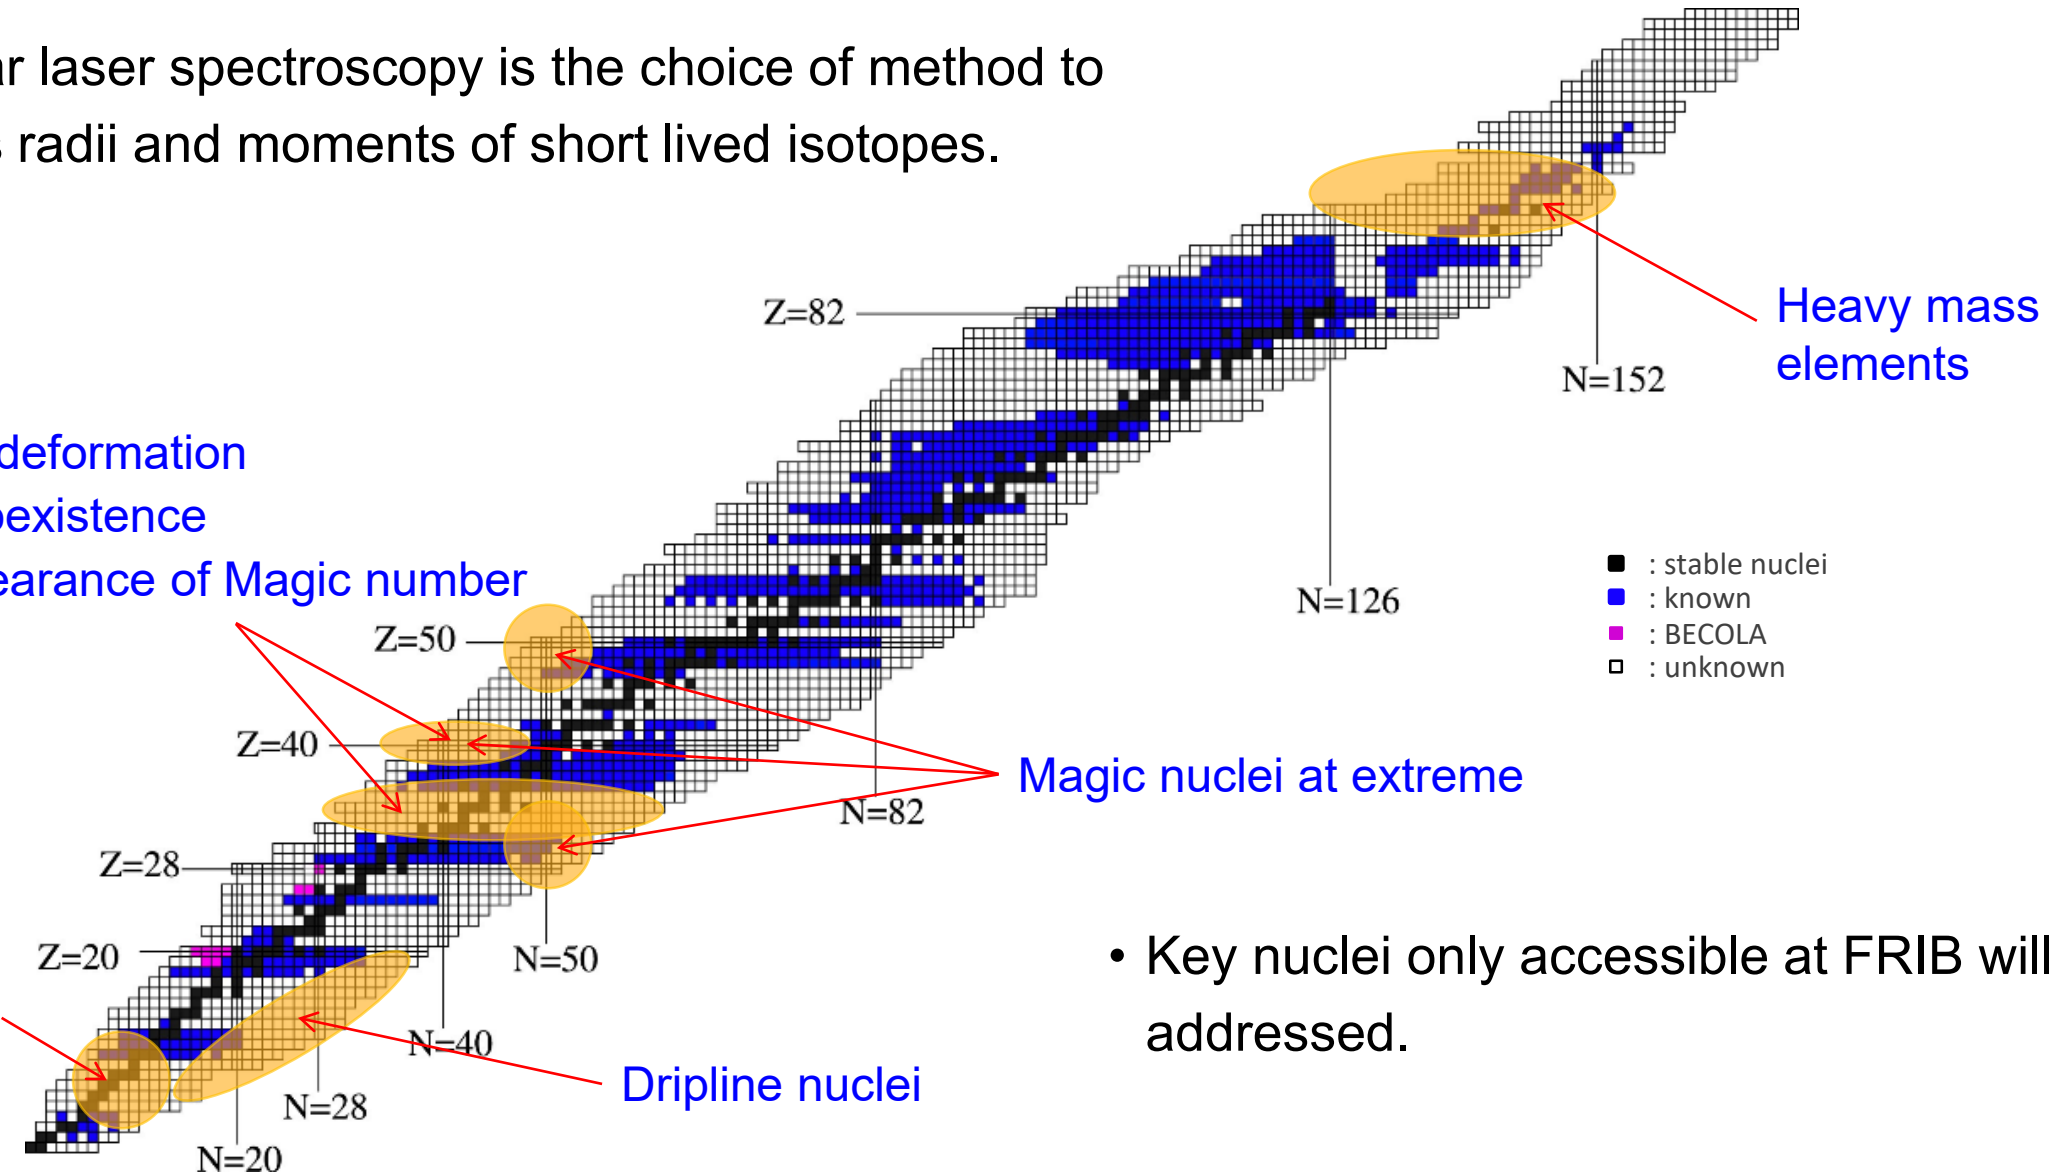 ar laser spectroscopy is the choice of method to
s radii and moments of short lived isotopes.
Z=82
Heavy mass
elements
N=152
deformation
oexistence
earance of Magic number
■ : stable nuclei
■ : known
■ : BECOLA
□ : unknown
N=126
Z=50
Z=40
Magic nuclei at extreme
N=82
Z=28
Z=20
N=50
• Key nuclei only accessible at FRIB will
addressed.
N=40
Dripline nuclei
N=28
N=20